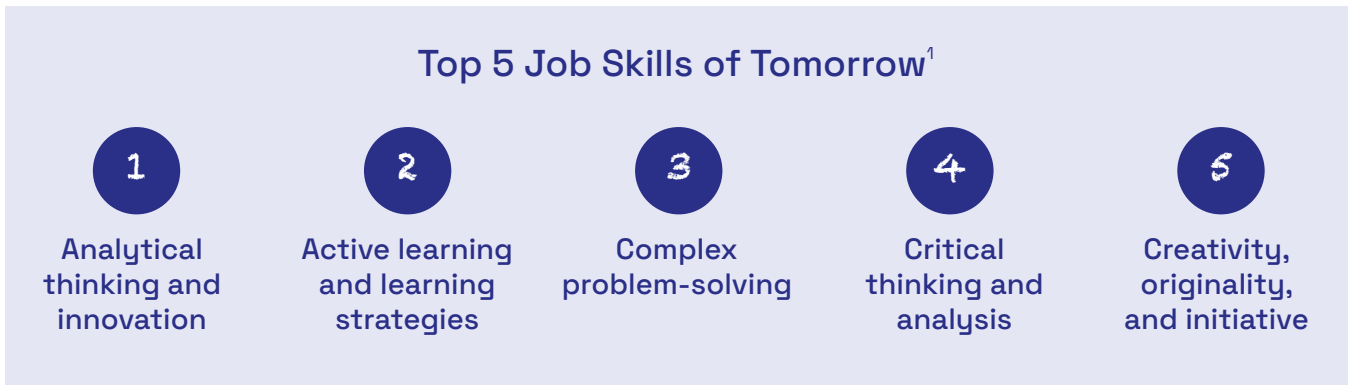 Top 5 Job Skills of Tomorrow1
1
Analytical
thinking and
innovation
2
Active learning
and learning
strategies
3
Complex
problem-solving
4
Critical
thinking and
analysis
5
Creativity,
originality,
and initiative